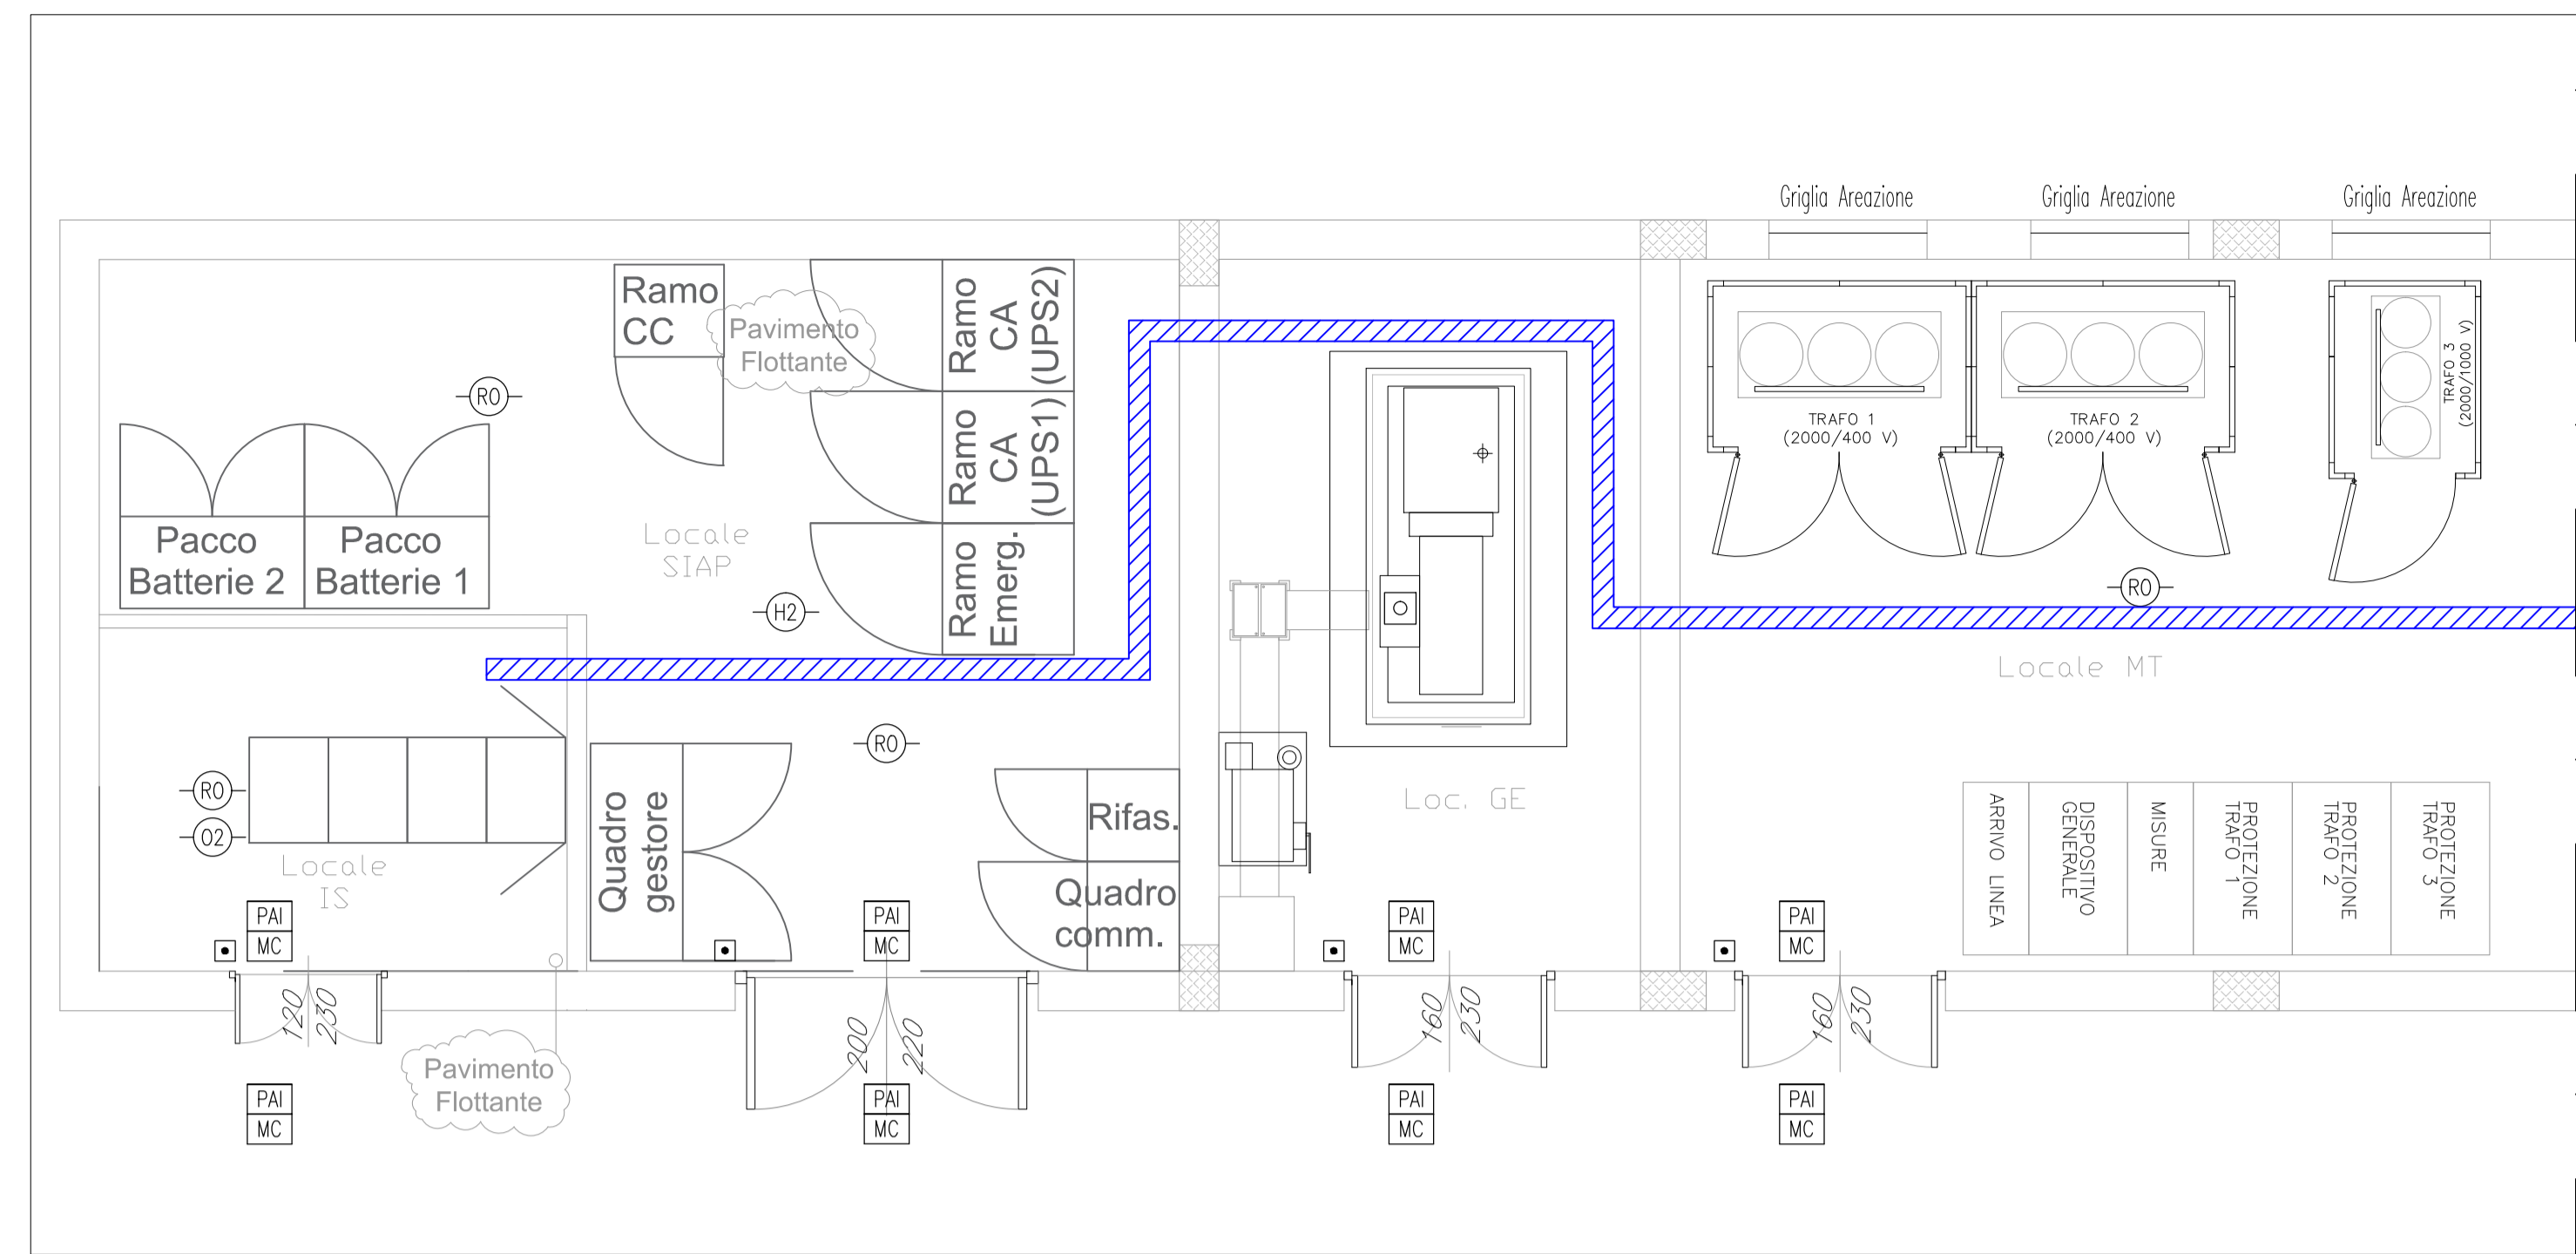 Griglia Areazione
Griglia Areazione
Griglia Areazione
Ramo
CC
Pavimento
Flottante
Ramo
CA
(UPS2)
Ramo
CA
(UPS1)
Ramo
Emerg.
RO
Pacco
Batterie 2
Pacco
Batterie 1
Locale
SIAP
H2
TRAFO 1
(2000/400 V)
TRAFO 2
(2000/400 V)
TRAFO 3
(2000/1000 V)
RO
Locale MT
RO
RO
O2
Locale
IS
Quadro
gestore
Rifas.
Quadro
comm.
Loc. GE
ARRIVO LINEA
DISPOSITIVO
GENERALE
MISURE
PROTEZIONE
TRAFO 1
PROTEZIONE
TRAFO 2
PROTEZIONE
TRAFO 3
PAI
MC
PAI
MC
PAI
MC
PAI
MC
120
230
200
220
160
230
160
230
Pavimento
Flottante
PAI
MC
PAI
MC
PAI
MC
PAI
MC